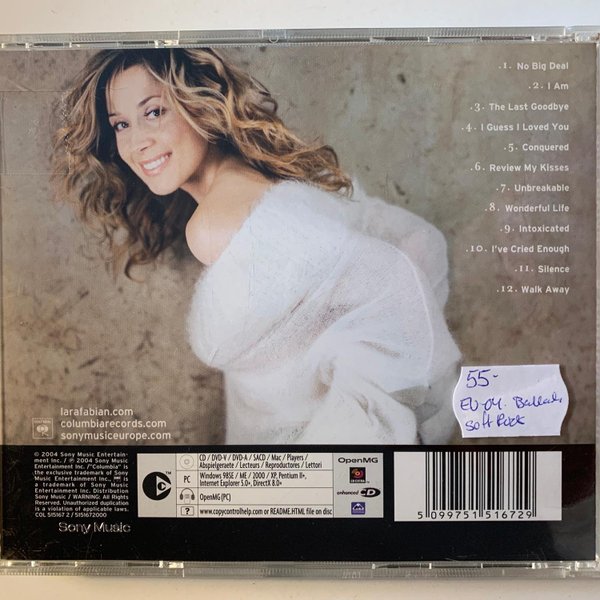 .1. No Big Deal
.2. I Am
.3. The Last Goodbye
.4. I Guess I Loved You
.5. Conquered
.6. Review My Kisses
.7. Unbreakable
.8. Wonderful Life
.9. Intoxicated
.10. I've Cried Enough
.11. Silence
.12. Walk Away
55-
EU-04. Ballad,
Soft Rock
larafabian.com
columbiarecords.com
sonymusiceurope.com
℗ 2004 Sony Music Entertain-
ment Inc. / ℗ 2004 Sony Music
Entertainment Inc. /"Columbia" is
the exclusive trademark of Sony
Music Entertainment Inc., is
a trademark of Sony Music Entertain-
ment Inc. Distribution
Sony Music / WARNING: All Rights
Reserved. Unauthorized duplication
is a violation of applicable laws.
COL 515167 2 / 5151672000
Sony Music
CD / DVD-V / DVD-A / SACD / Mac / Players /
Abspielgeraete / Lecteurs / Reproductores / Lettori
PC
Windows 98SE / ME / 2000 / XP, Pentium II+,
Internet Explorer 5.0+, DirectX 8.0+
OpenMG [PC]
? www.copycontrolhelp.com or README.HTML file on disc
OpenMG
enhanced CD
5 099751 516729